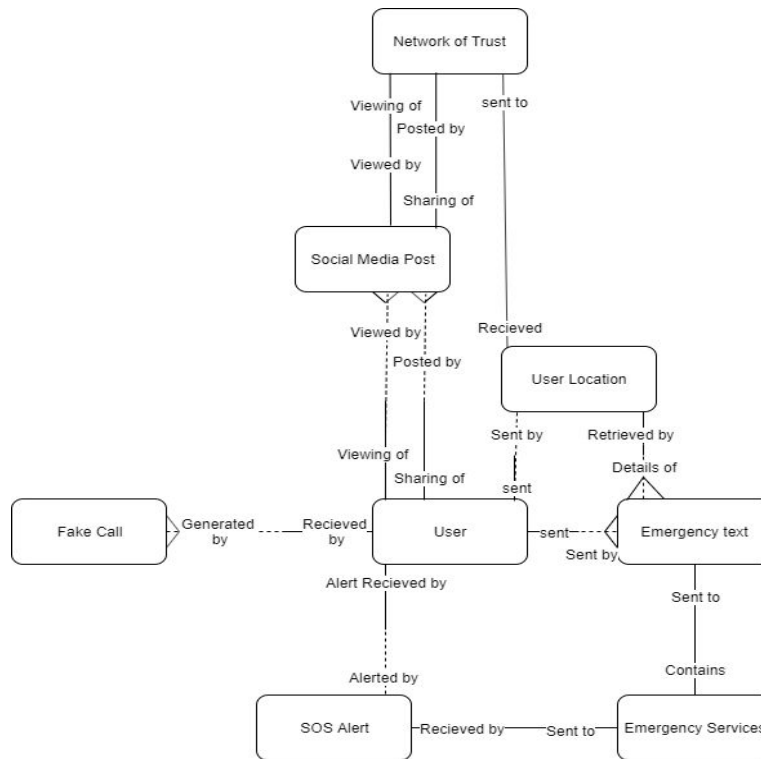 Network of Trust
Viewing of
sent to
Posted by
Viewed by
Sharing of
Social Media Post
Viewed by
Recieved
Posted by
User Location
Sent by
Retrieved by
Viewing of
Details of
Sharing of
sent
Fake Call
Generated
by
Recieved
by
User
sent
Sent by
Emergency text
Alert Recieved by
Sent to
Alerted by
Contains
SOS Alert
Recieved by
Sent to
Emergency Services